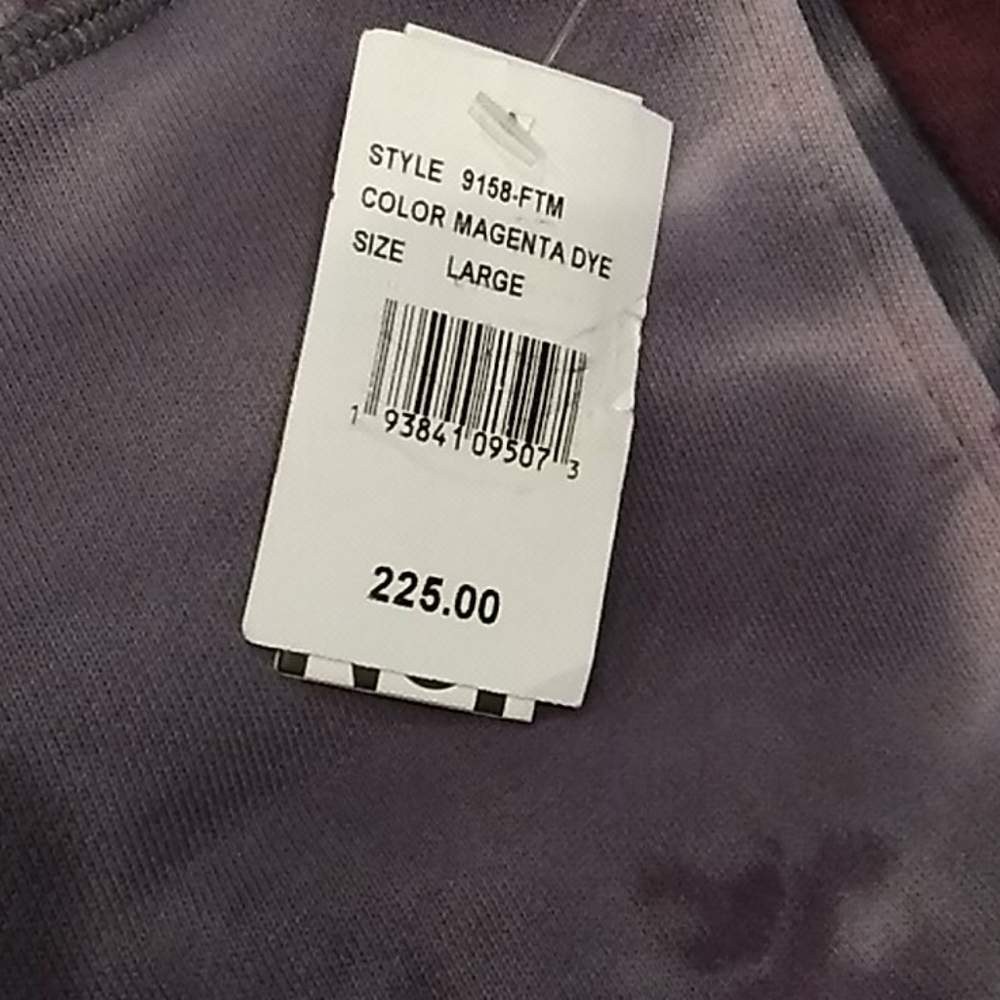 STYLE 9158-FTM
COLOR MAGENTA DYE
SIZE LARGE
1 93841 09507 3
225.00